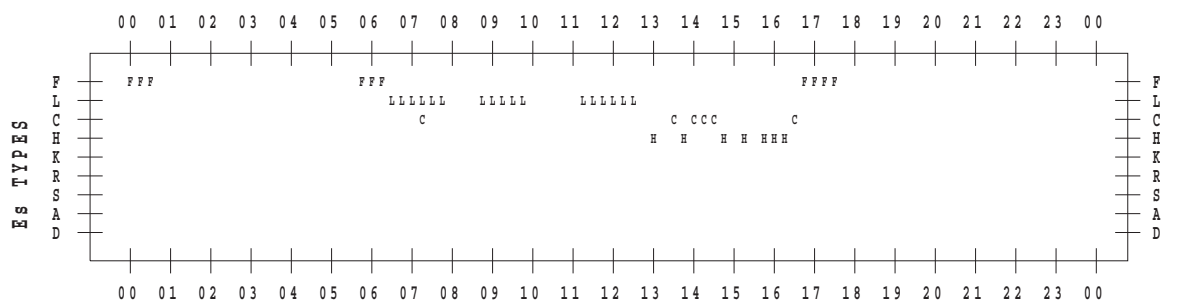 00 01 02 03 04 05 06 07 08 09 10 11 12 13 14 15 16 17 18 19 20 21 22 23 00
F FFF FFF FFFF F
L LLLLLL LLLLL LLLLLL L
C C C CCC C C
H H H H H HHH H
K K
R R
S S
A A
D D
Es TYPES
00 01 02 03 04 05 06 07 08 09 10 11 12 13 14 15 16 17 18 19 20 21 22 23 00